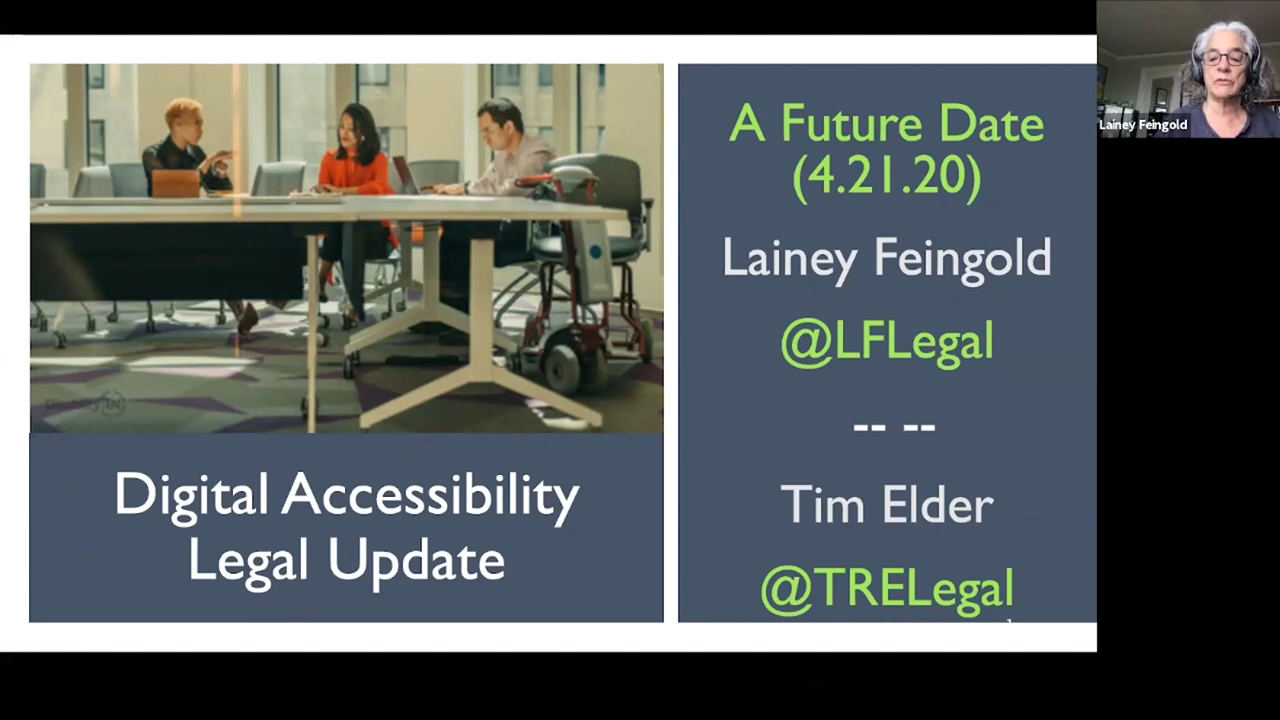 A Future Date
(4.21.20)
Lainey Feingold
@LFLegal
-- --
Tim Elder
@TRELegal
Digital Accessibility
Legal Update
Lainey Feingold